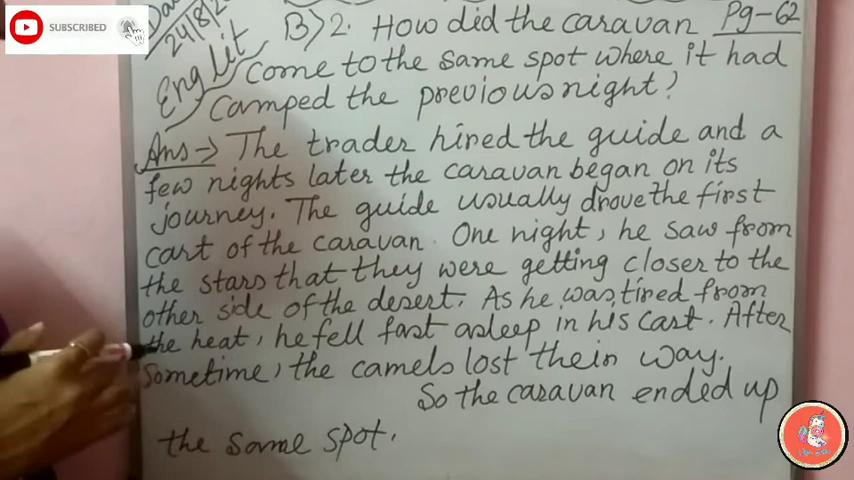 SUBSCRIBED
24/8/2
Eng Lit
B) 2. How did the caravan Pg-62
come to the same spot where it had
camped the previous night?
Ans-> The trader hired the guide and a
few nights later the caravan began on its
journey. The guide usually drove the first
cart of the caravan. One night, he saw from
the stars that they were getting closer to the
other side of the desert. As he was, tired from
the heat, he fell fast asleep in his cart. After
sometime, the camels lost their way.
So the caravan ended up
the same spot.